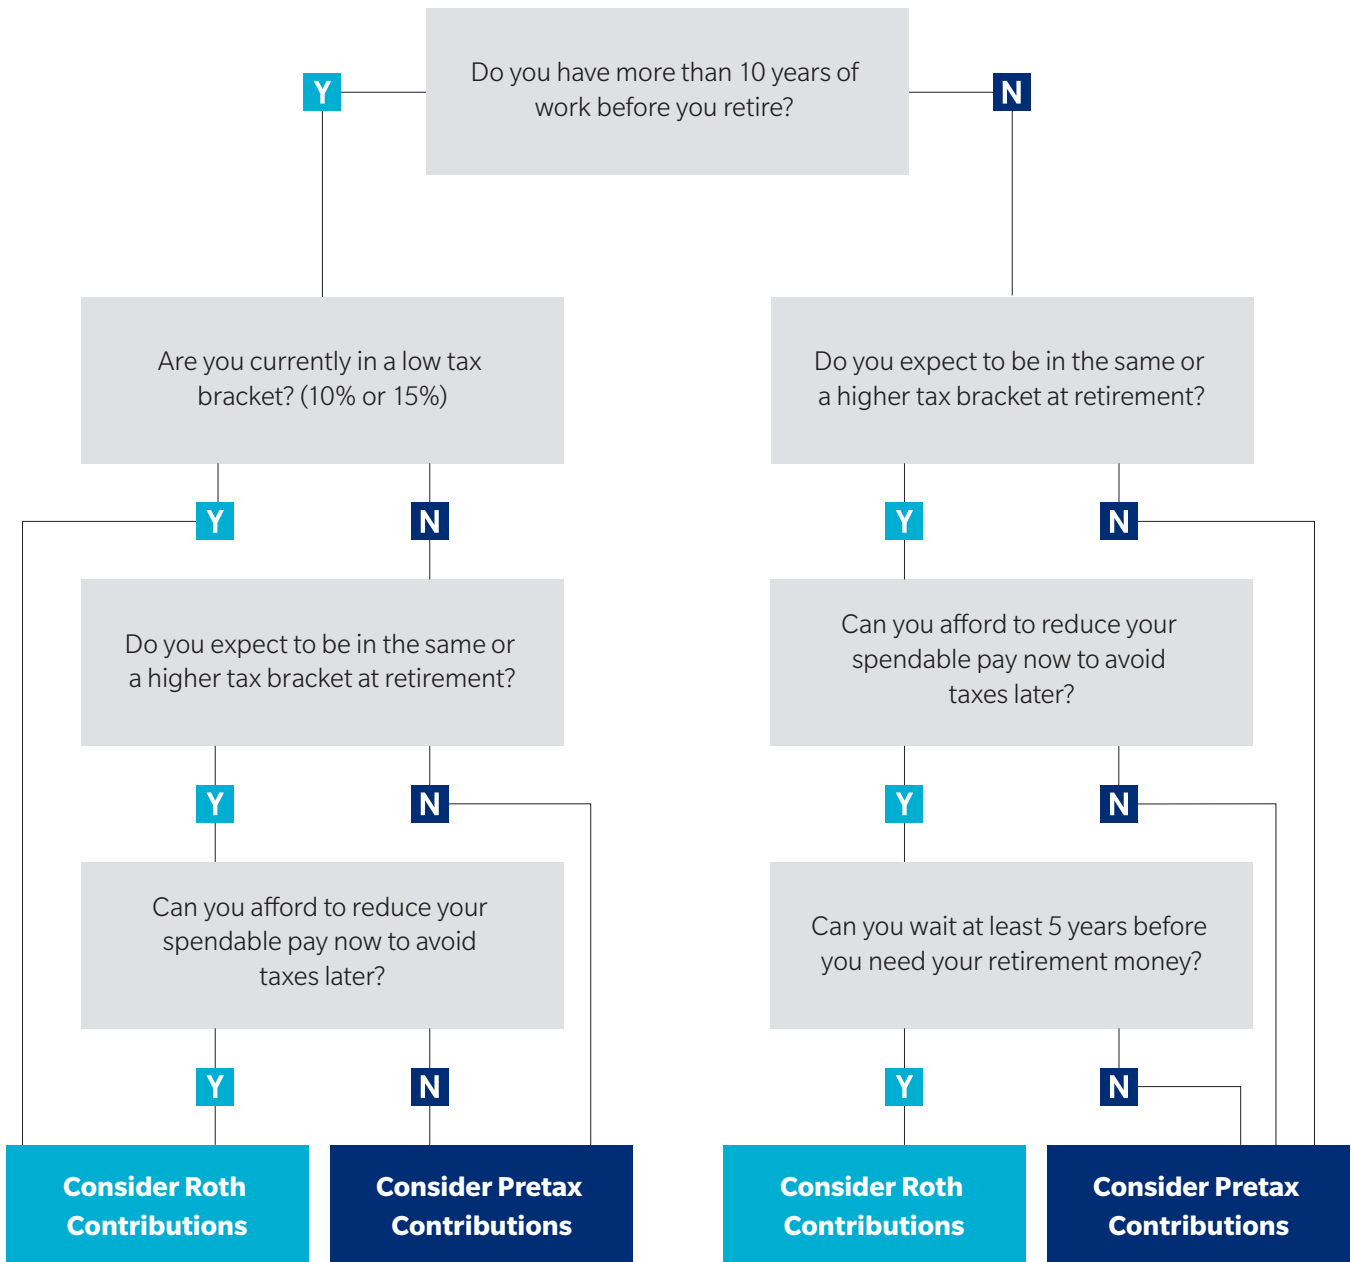 Do you have more than 10 years of
work before you retire?
Y
N
Are you currently in a low tax
bracket? (10% or 15%)
Do you expect to be in the same or
a higher tax bracket at retirement?
Y
N
Y
N
Do you expect to be in the same or
a higher tax bracket at retirement?
Can you afford to reduce your
spendable pay now to avoid
taxes later?
Y
N
Y
N
Can you afford to reduce your
spendable pay now to avoid
taxes later?
Can you wait at least 5 years before
you need your retirement money?
Y
N
Y
N
Consider Roth
Contributions
Consider Pretax
Contributions
Consider Roth
Contributions
Consider Pretax
Contributions